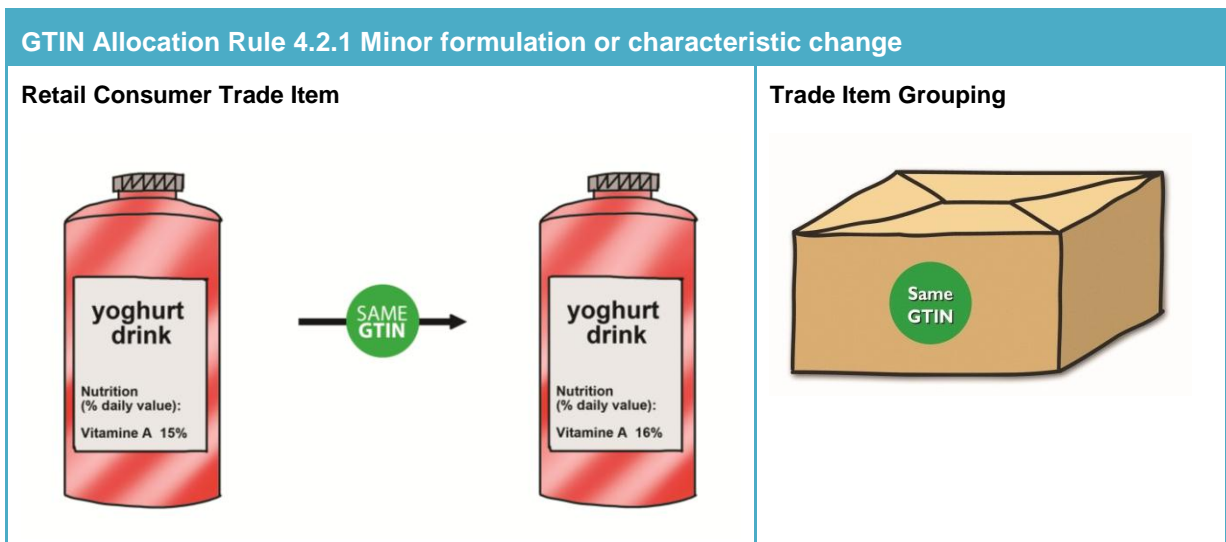 GTIN Allocation Rule 4.2.1 Minor formulation or characteristic change
Retail Consumer Trade Item
yoghurt
drink
Nutrition
(% daily value):
Vitamine A 15%
SAME
GTIN
yoghurt
drink
Nutrition
(% daily value):
Vitamine A 16%
Trade Item Grouping
Same
GTIN